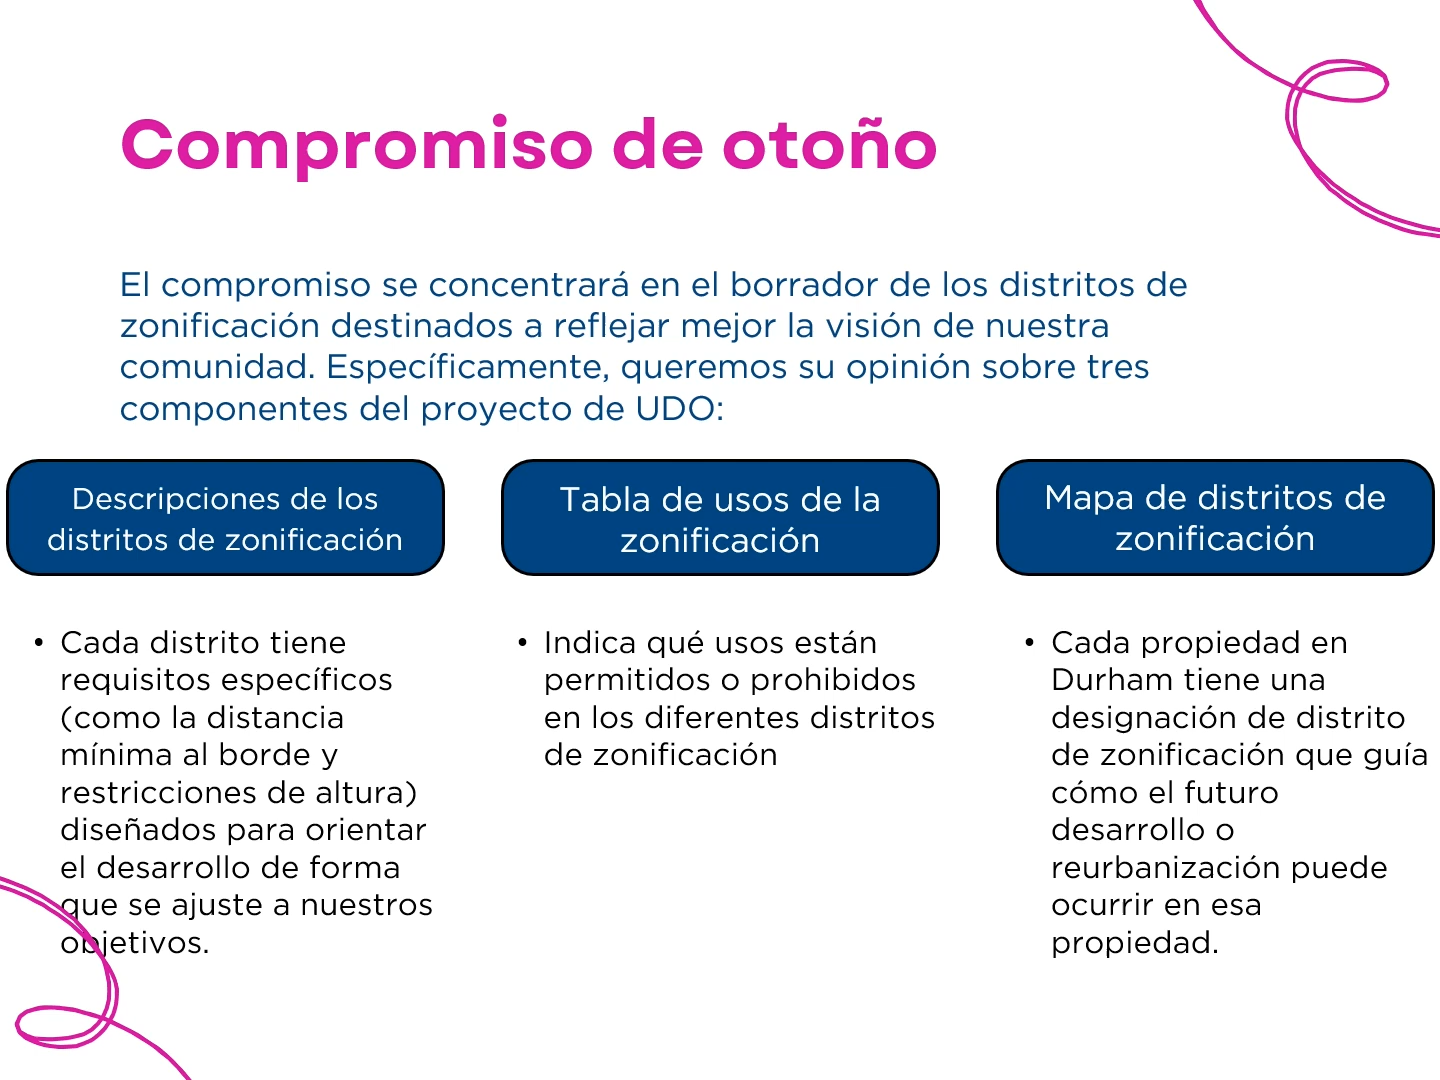 Compromiso de otoño
El compromiso se concentrará en el borrador de los distritos de
zonificación destinados a reflejar mejor la visión de nuestra
comunidad. Específicamente, queremos su opinión sobre tres
componentes del proyecto de UDO:
Descripciones de los
distritos de zonificación
• Cada distrito tiene
requisitos específicos
(como la distancia
mínima al borde y
restricciones de altura)
diseñados para orientar
el desarrollo de forma
que se ajuste a nuestros
objetivos.
Tabla de usos de la
zonificación
• Indica qué usos están
permitidos o prohibidos
en los diferentes distritos
de zonificación
Mapa de distritos de
zonificación
• Cada propiedad en
Durham tiene una
designación de distrito
de zonificación que guía
cómo el futuro
desarrollo o
reurbanización puede
ocurrir en esa
propiedad.